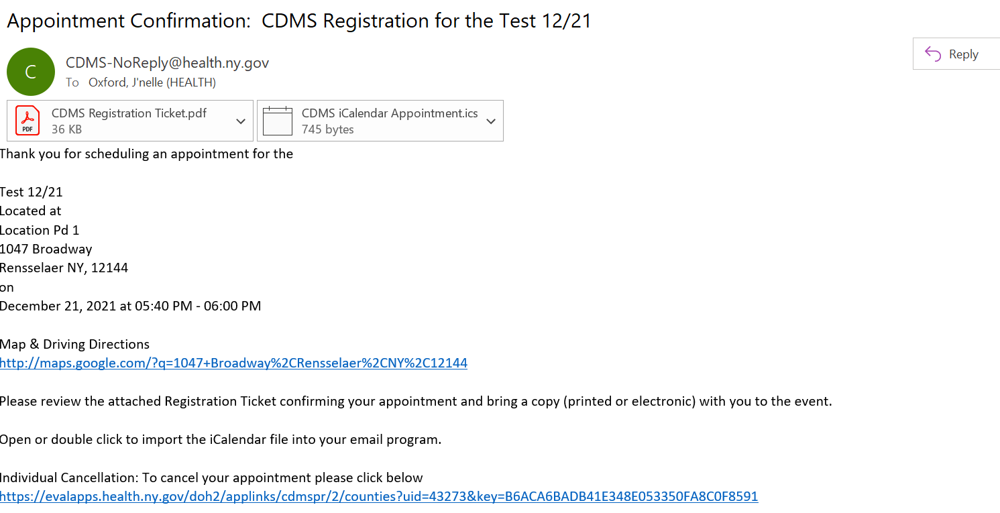 Appointment Confirmation: CDMS Registration for the Test 12/21
C
CDMS-NoReply@health.ny.gov
To Oxford, J'nelle (HEALTH)
Reply
PDF
CDMS Registration Ticket.pdf
36 KB
CDMS iCalendar Appointment.ics
745 bytes
Thank you for scheduling an appointment for the
Test 12/21
Located at
Location Pd 1
1047 Broadway
Rensselaer NY, 12144
on
December 21, 2021 at 05:40 PM - 06:00 PM
Map & Driving Directions
http://maps.google.com/?q=1047+Broadway%2CRensselaer%2CNY%2C12144
Please review the attached Registration Ticket confirming your appointment and bring a copy (printed or electronic) with you to the event.
Open or double click to import the iCalendar file into your email program.
Individual Cancellation: To cancel your appointment please click below
https://evalapps.health.ny.gov/doh2/applinks/cdmspr/2/counties?uid=43273&key=B6ACA6BADB41E348E053350FA8C0F8591